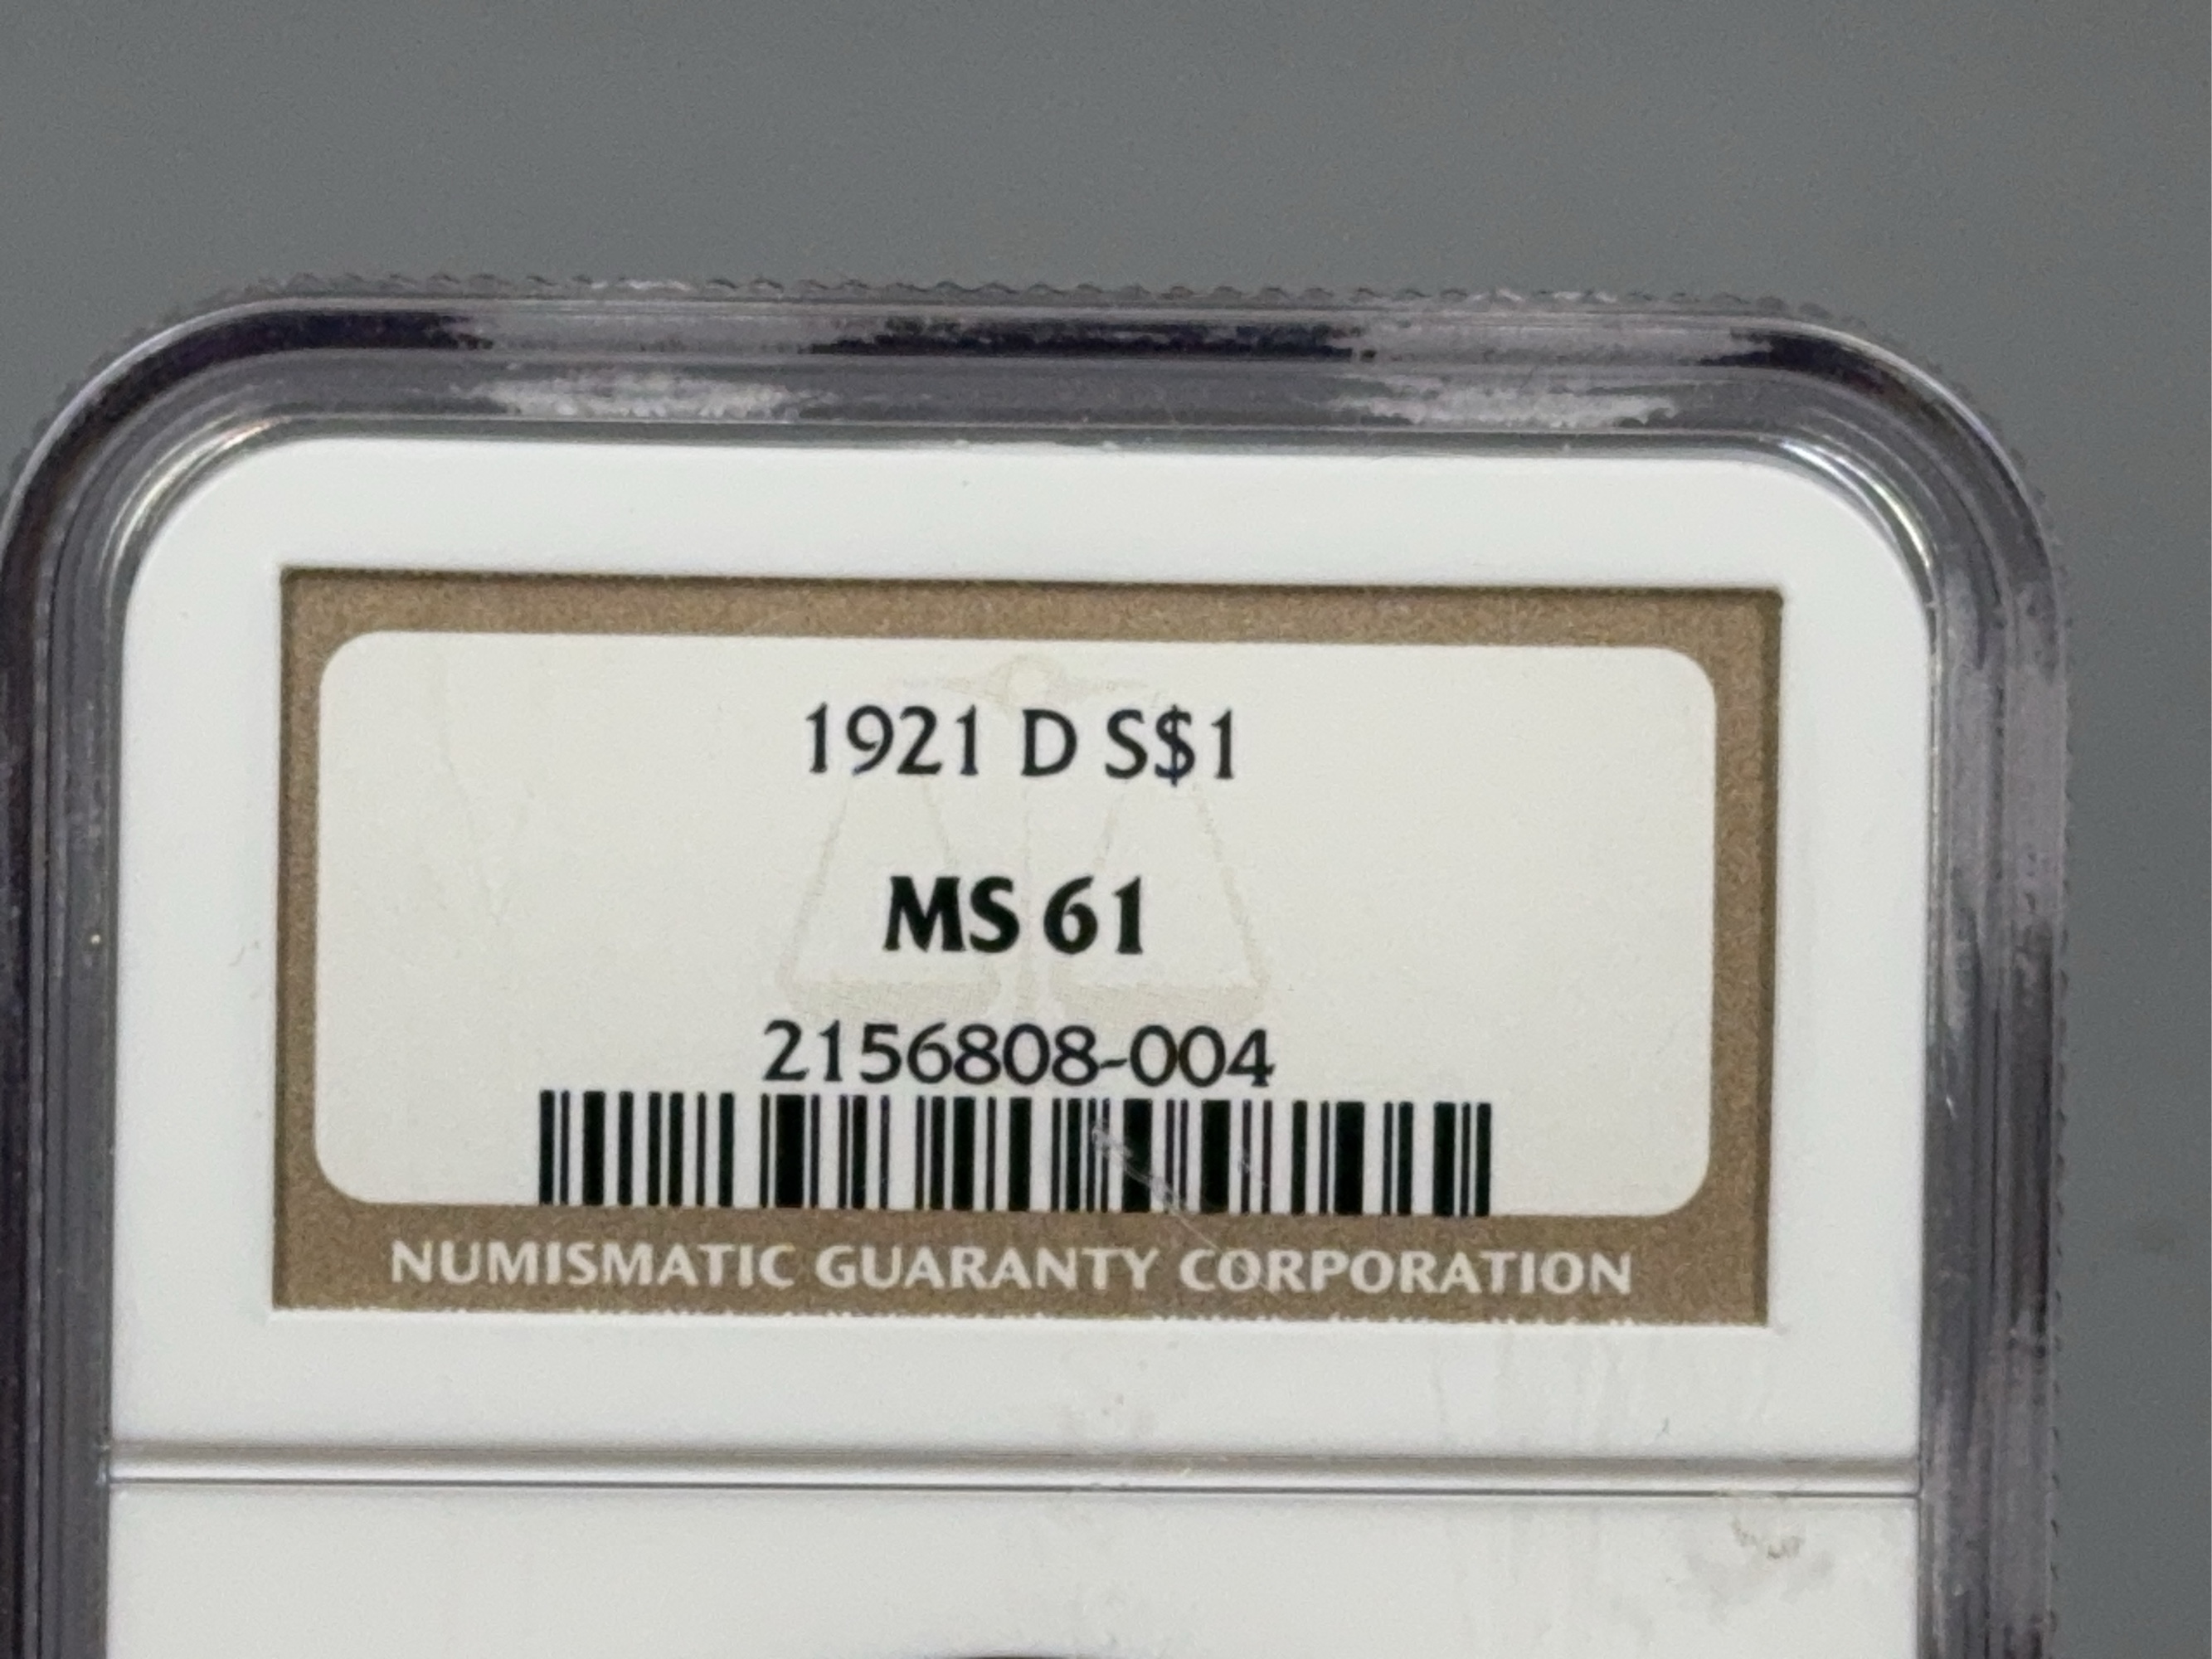 1921 D S$1
MS 61
2156808-004
NUMISMATIC GUARANTY CORPORATION